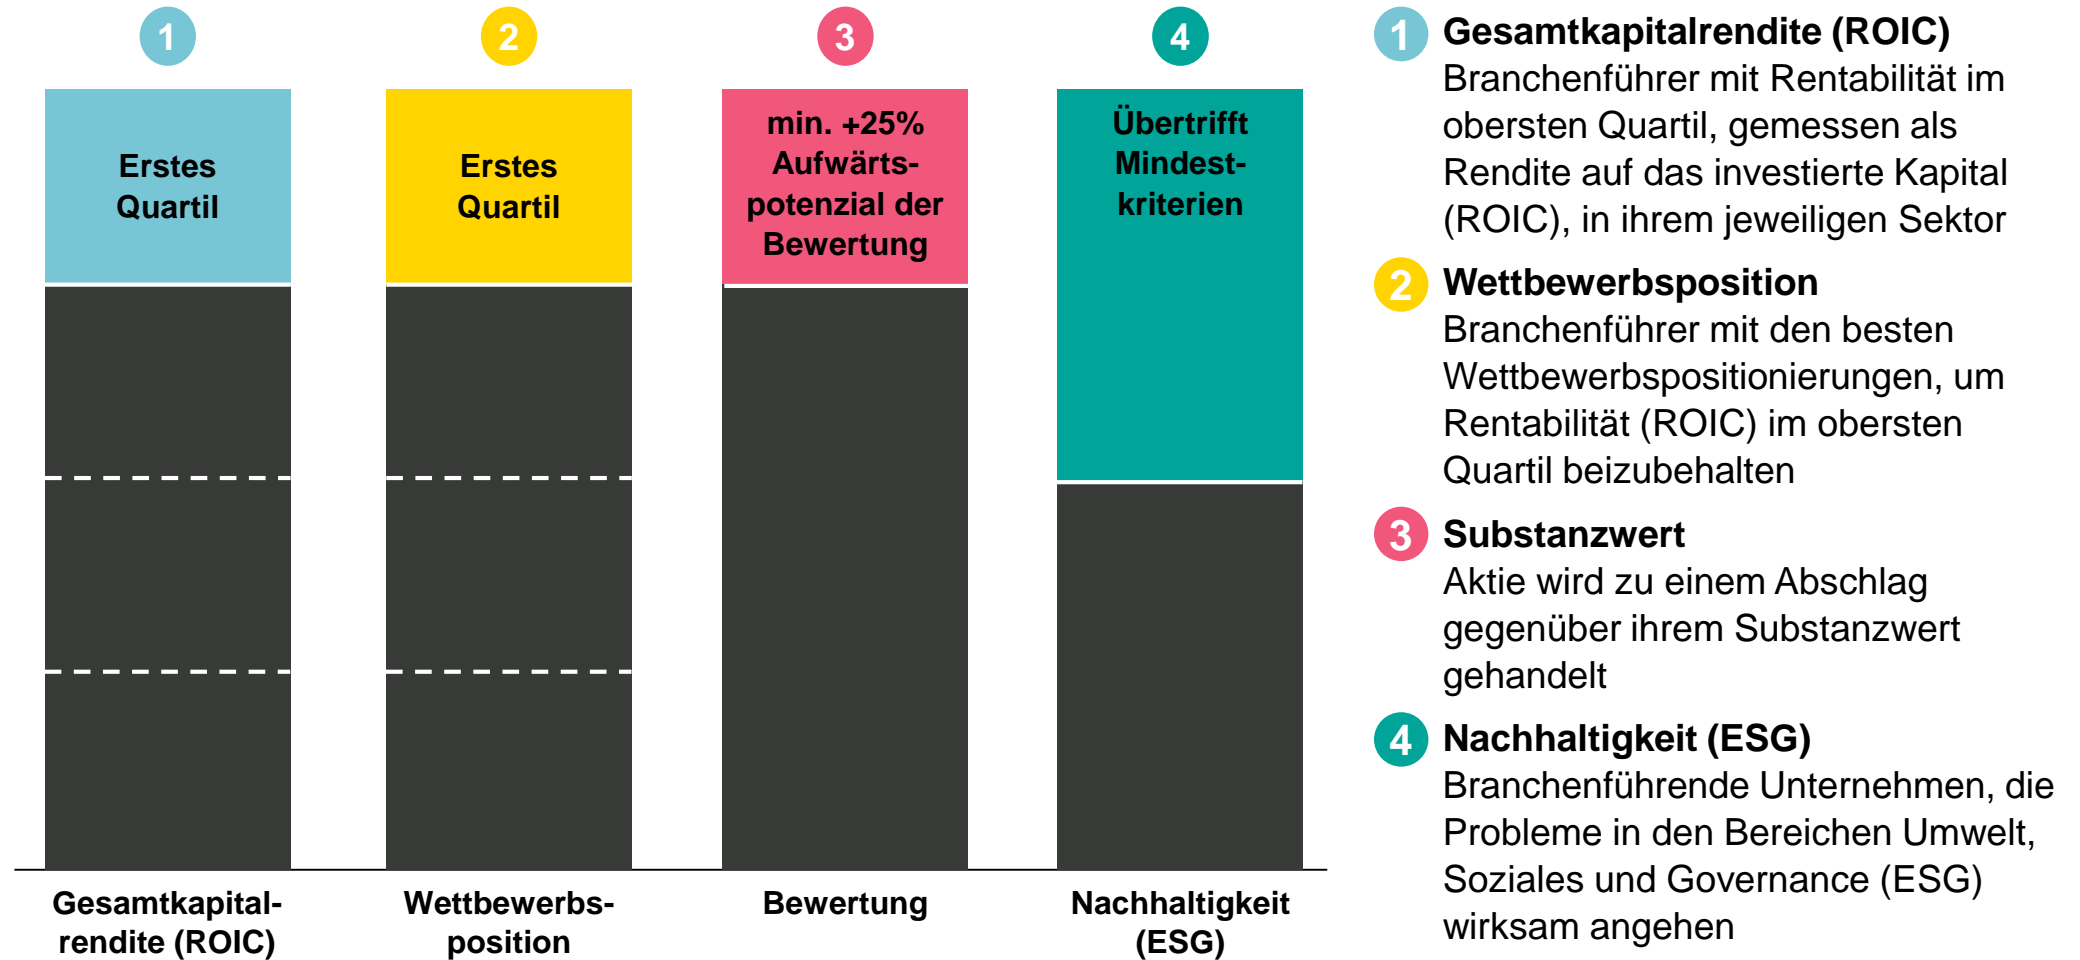 1
2
3
4
Erstes
Quartil
Erstes
Quartil
min. +25%
Aufwärts-
potenzial der
Bewertung
Übertrifft
Mindest-
kriterien
Gesamtkapital-
rendite (ROIC)
Wettbewerbs-
position
Bewertung
Nachhaltigkeit
(ESG)
1 Gesamtkapitalrendite (ROIC)
Branchenführer mit Rentabilität im
obersten Quartil, gemessen als
Rendite auf das investierte Kapital
(ROIC), in ihrem jeweiligen Sektor
2 Wettbewerbsposition
Branchenführer mit den besten
Wettbewerbspositionierungen, um
Rentabilität (ROIC) im obersten
Quartil beizubehalten
3 Substanzwert
Aktie wird zu einem Abschlag
gegenüber ihrem Substanzwert
gehandelt
4 Nachhaltigkeit (ESG)
Branchenführende Unternehmen, die
Probleme in den Bereichen Umwelt,
Soziales und Governance (ESG)
wirksam angehen